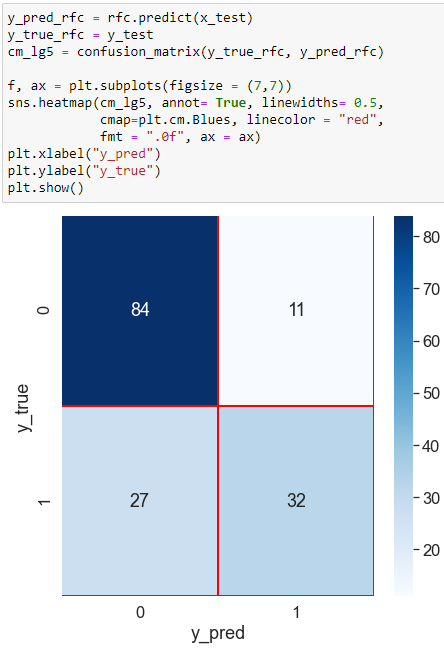 y_pred_rfc = rfc.predict(x_test)
y_true_rfc = y_test
cm_lg5 = confusion_matrix(y_true_rfc, y_pred_rfc)
f, ax = plt.subplots(figsize = (7,7))
sns.heatmap(cm_lg5, annot= True, linewidths= 0.5,
            cmap=plt.cm.Blues, linecolor = "red",
            fmt = ".0f", ax = ax)
plt.xlabel("y_pred")
plt.ylabel("y_true")
plt.show()
84 11
27 32
0
1
y_true
0 1
y_pred
80
70
60
50
40
30
20